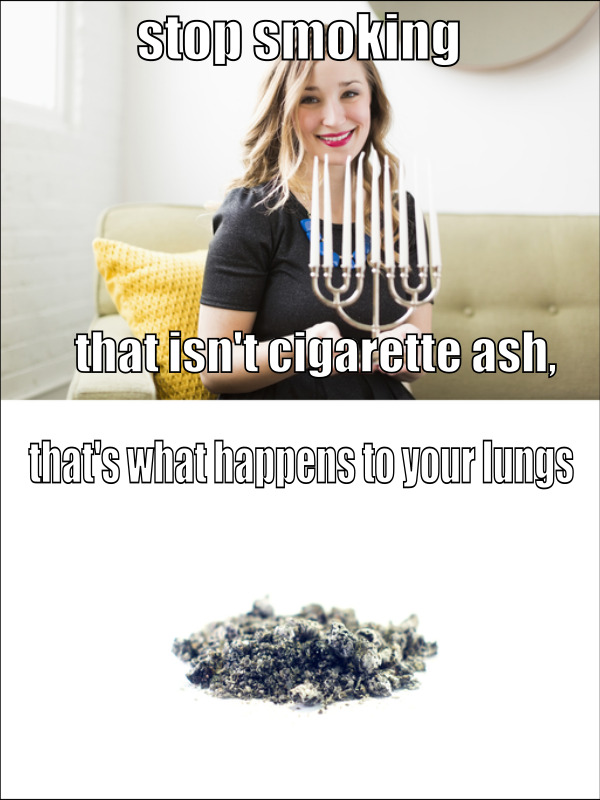 stop smoking
that isn't cigarette ash,
that's what happens to your lungs